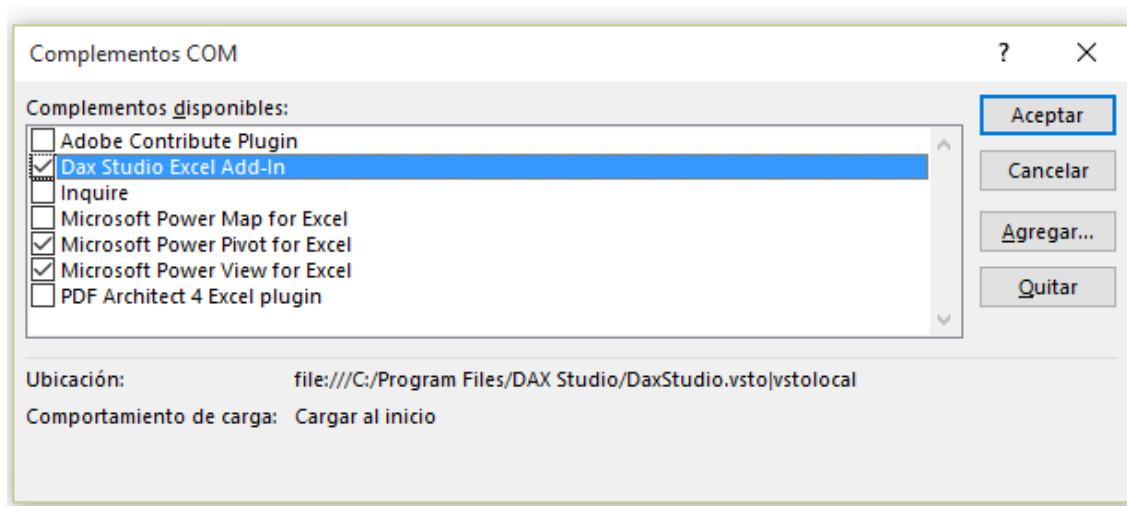 Complementos COM
?
Complementos disponibles:
Adobe Contribute Plugin
Dax Studio Excel Add-In
Inquire
Microsoft Power Map for Excel
Microsoft Power Pivot for Excel
Microsoft Power View for Excel
PDF Architect 4 Excel plugin
Aceptar
Cancelar
Agregar...
Quitar
Ubicación: file:///C:/Program Files/DAX Studio/DaxStudio.vsto|vstolocal
Comportamiento de carga: Cargar al inicio